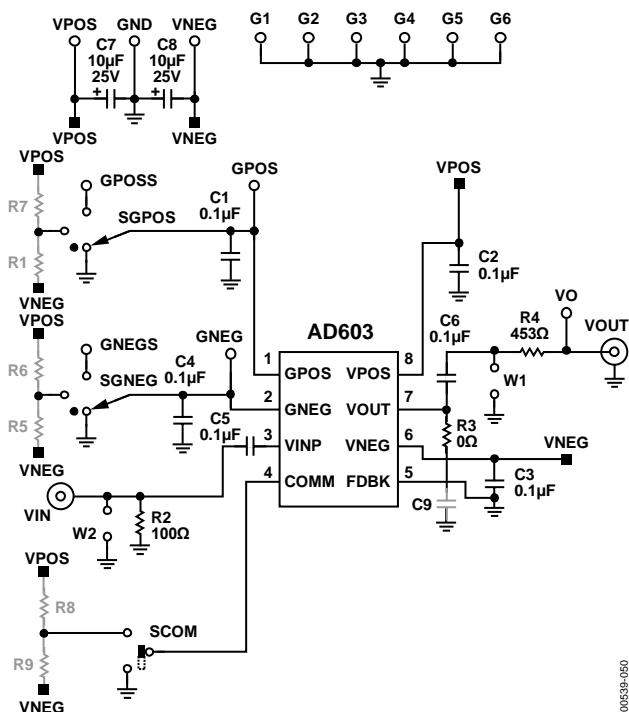 VPOS GND VNEG
C7 C8
10µF 10µF
25V 25V
+ +
VPOS VNEG
G1 G2 G3 G4 G5 G6
VPOS
R7
R1
VNEG
GPOSS
SGPOS
C1
0.1µF
GPOS
VPOS
C2
0.1µF
VPOS
R6
R5
VNEG
GNEGS
SGNEG
C4
0.1µF
GNEG
C5
0.1µF
AD603
1 GPOS VPOS 8
2 GNEG VOUT 7
3 VINP VNEG 6
4 COMM FDBK 5
C6
0.1µF
R4
453Ω
VO
VOUT
W1
R3
0Ω
VNEG
C3
0.1µF
C9
VIN
W2
R2
100Ω
VPOS
R8
R9
VNEG
SCOM
00539-050